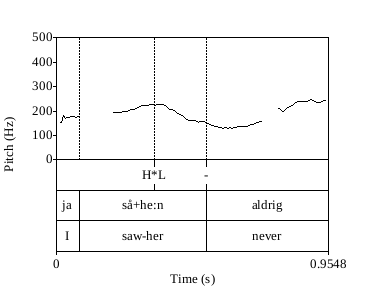 500
400
300
200
100
0
Pitch (Hz)
H*L -
ja så+he:n aldrig
I saw-her never
0 0.9548
Time (s)